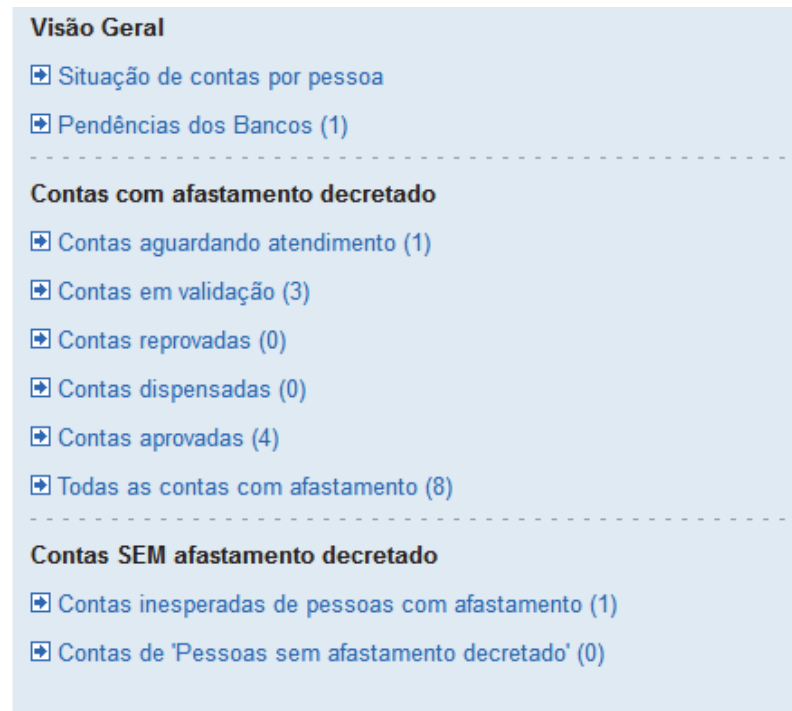 Visão Geral
Situação de contas por pessoa
Pendências dos Bancos (1)
Contas com afastamento decretado
Contas aguardando atendimento (1)
Contas em validação (3)
Contas reprovadas (0)
Contas dispensadas (0)
Contas aprovadas (4)
Todas as contas com afastamento (8)
Contas SEM afastamento decretado
Contas inesperadas de pessoas com afastamento (1)
Contas de 'Pessoas sem afastamento decretado' (0)